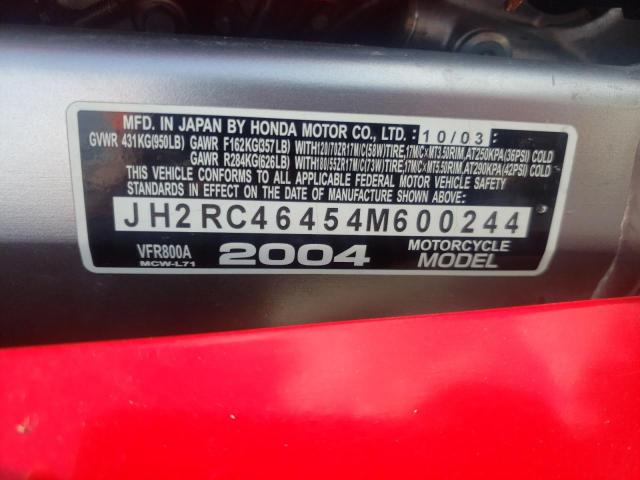 MFD. IN JAPAN BY HONDA MOTOR CO., LTD. 10/03
GVWR 431KG(950LB) GAWR F162KG(357LB) WITH120/70ZR17M/C(58W)TIRE,17M/C×MT3.50RIM,AT250KPA(36PSI) COLD
GAWR R284KG(626LB) WITH180/55ZR17M/C(73W)TIRE,17M/C×MT5.50RIM,AT290KPA(42PSI) COLD
THIS VEHICLE CONFORMS TO ALL APPLICABLE FEDERAL MOTOR VEHICLE SAFETY
STANDARDS IN EFFECT ON THE DATE OF MANUFACTURE SHOWN ABOVE.
JH2RC46454M600244
VFR800A 2004 MOTORCYCLE
MCW-L71 MODEL